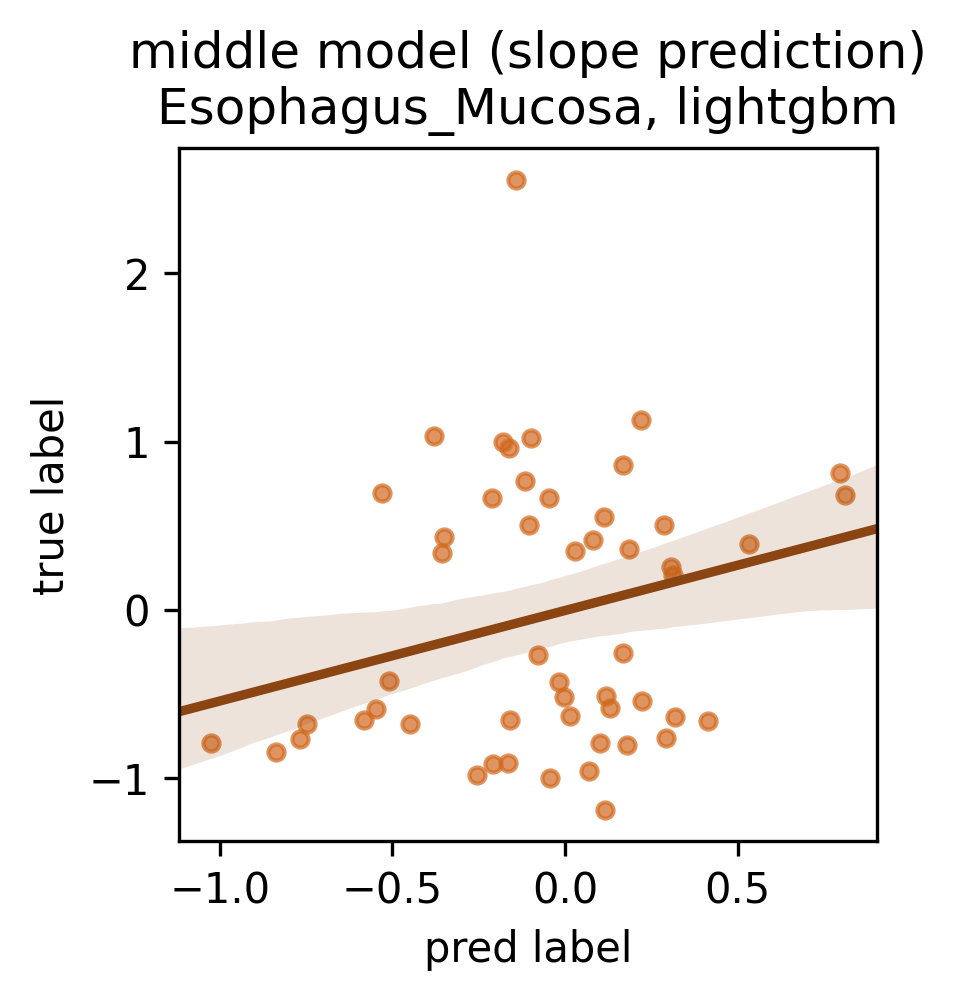 middle model (slope prediction)
Esophagus_Mucosa, lightgbm
2
1
0
−1
true label
−1.0
−0.5
0.0
0.5
pred label